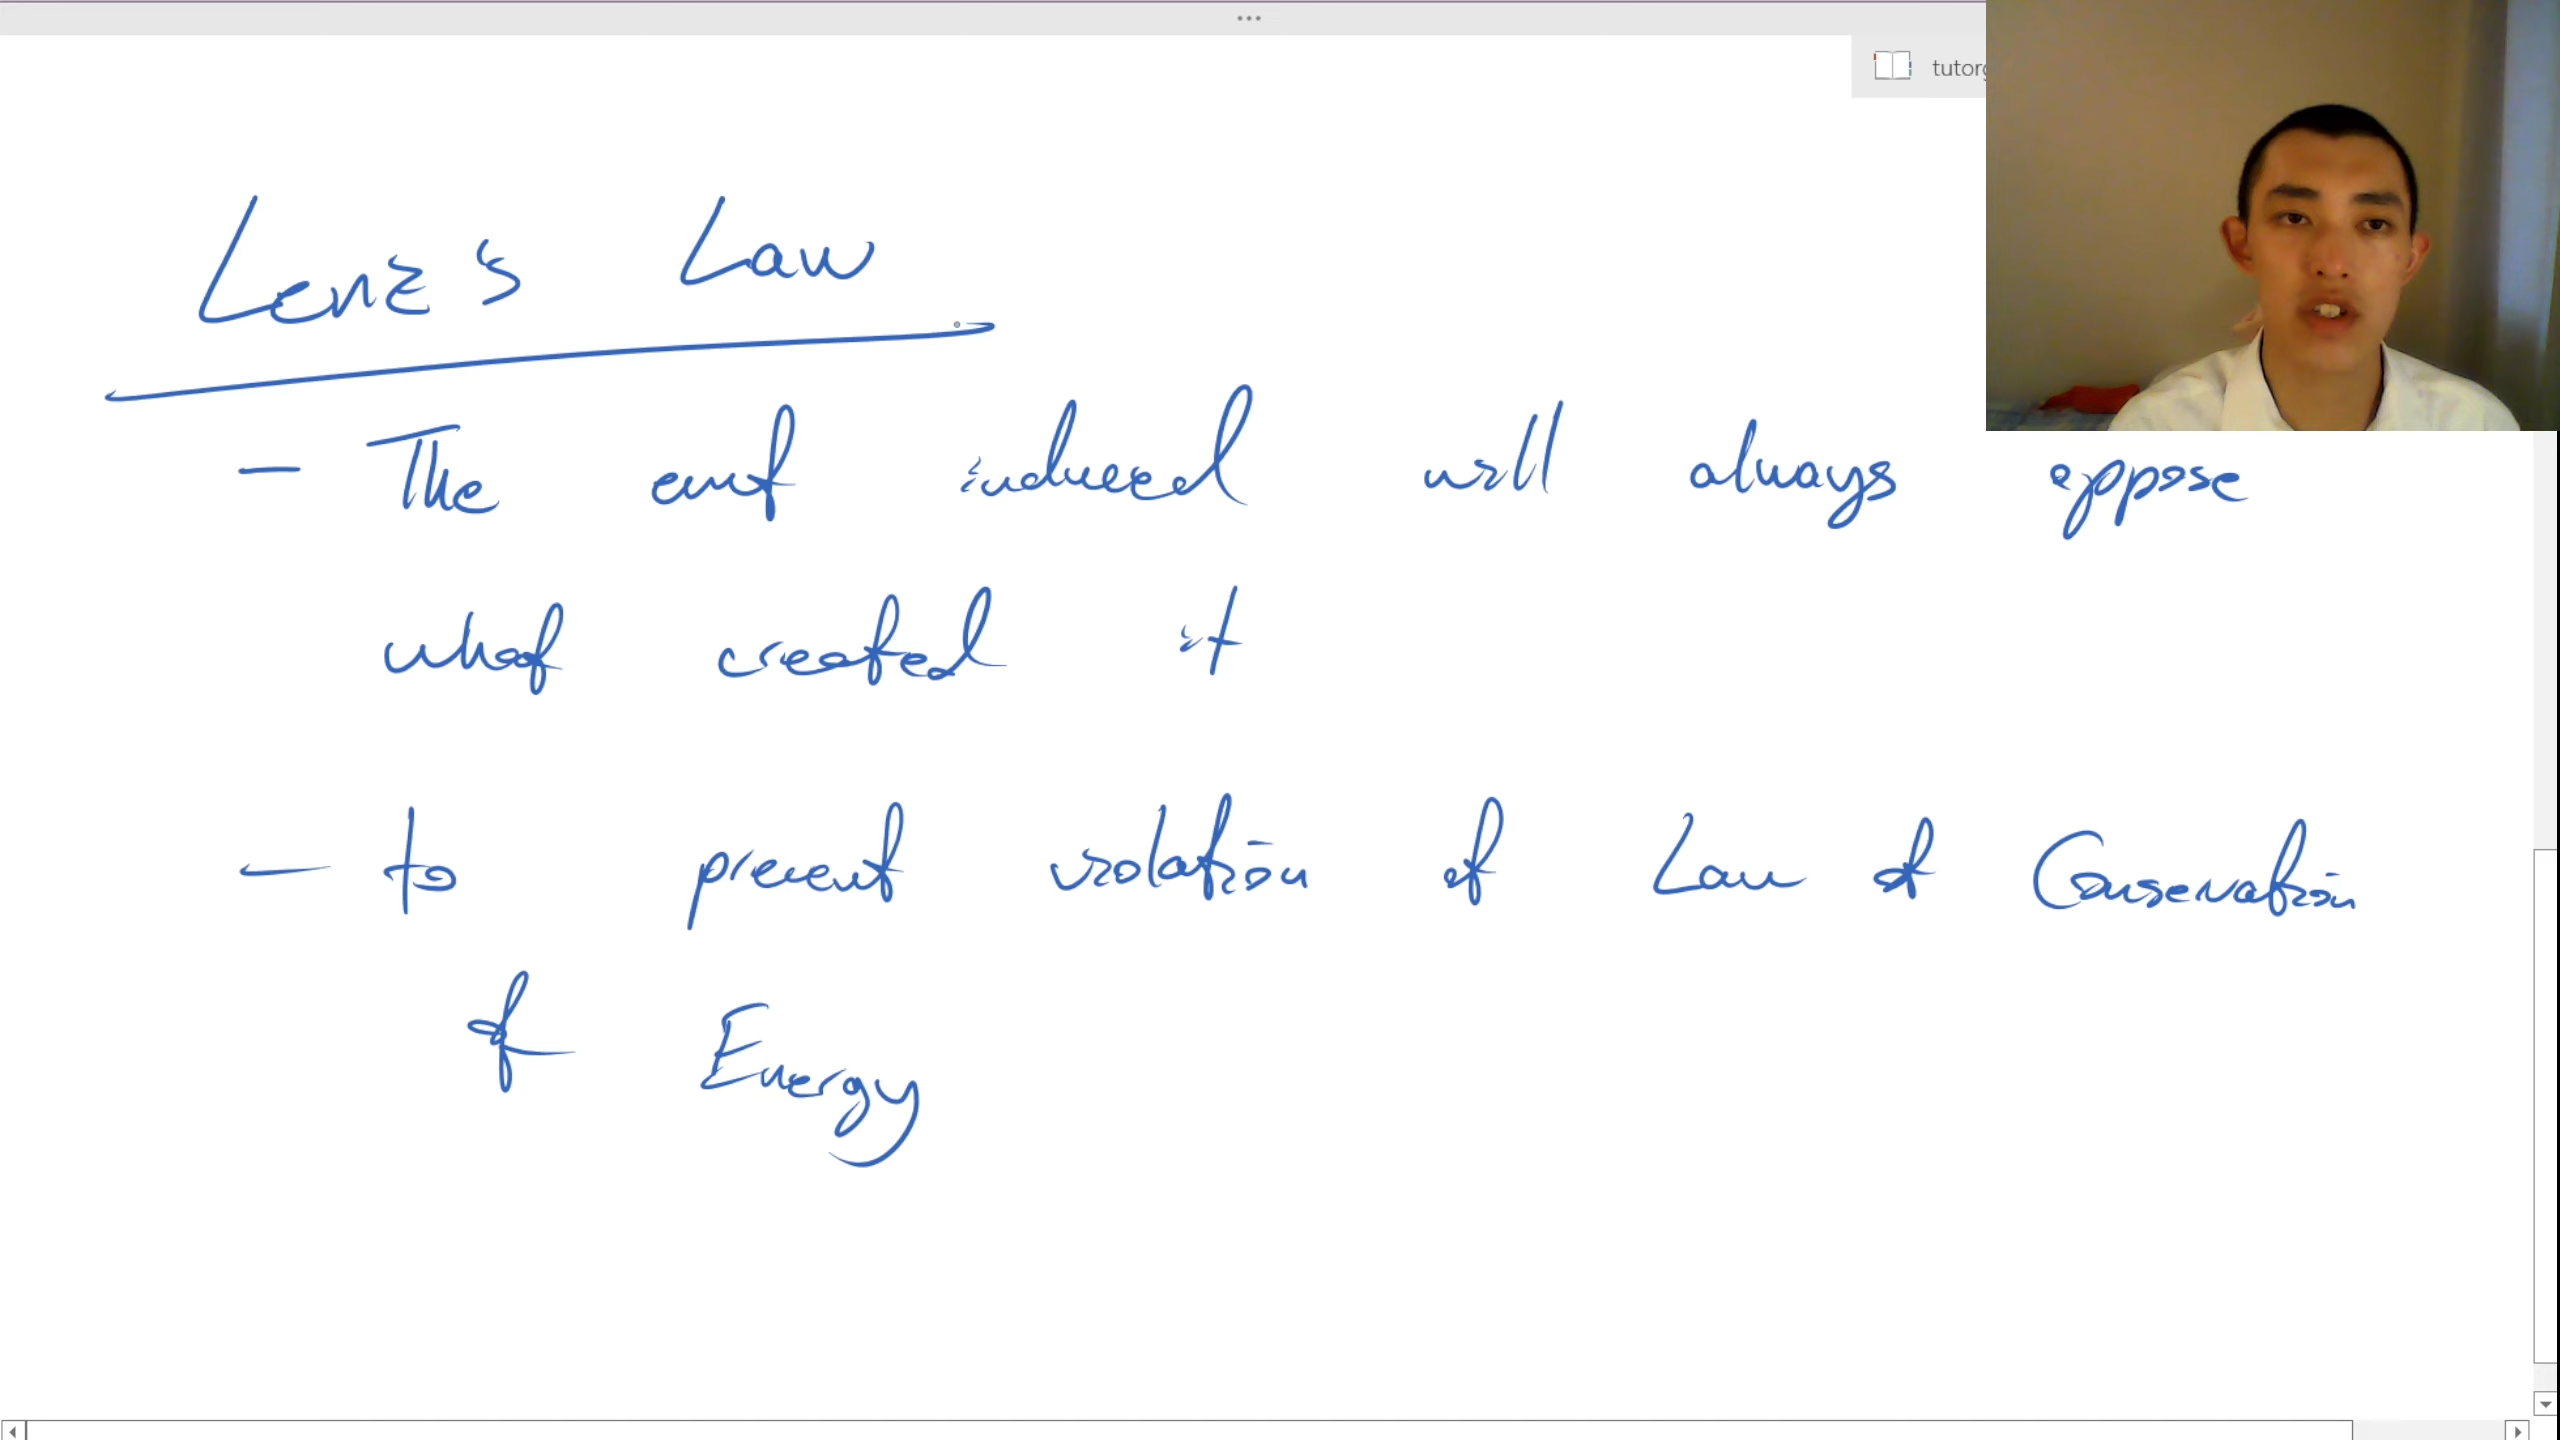 tutor
Lenz's Law
- The emf induced will always oppose
what created it
- to prevent violation of Law of Conservation
of Energy